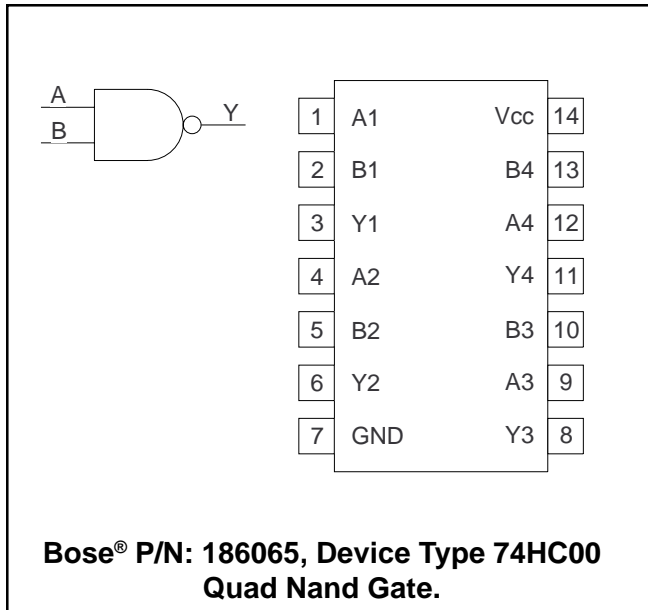 A
B
Y
1 A1 Vcc 14
2 B1 B4 13
3 Y1 A4 12
4 A2 Y4 11
5 B2 B3 10
6 Y2 A3 9
7 GND Y3 8
Bose® P/N: 186065, Device Type 74HC00
Quad Nand Gate.